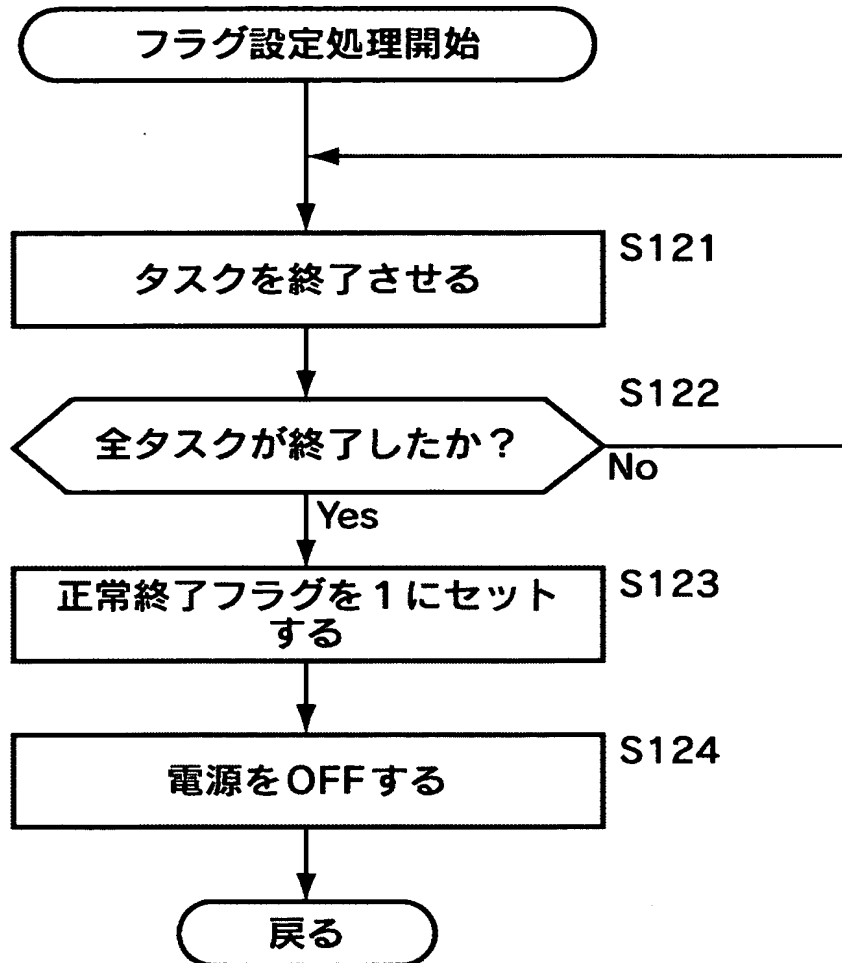 フラグ設定処理開始
S121
タスクを終了させる
S122
全タスクが終了したか？
No
Yes
S123
正常終了フラグを1にセット
する
S124
電源をOFFする
戻る